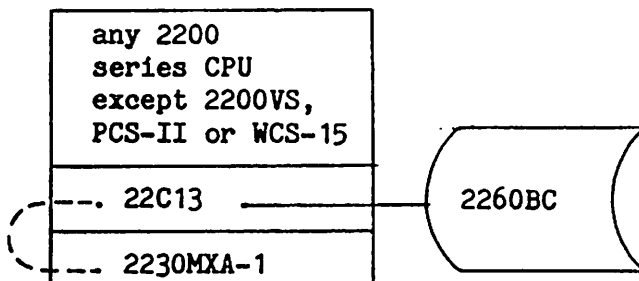 any 2200
series CPU
except 2200VS,
PCS-II or WCS-15
22C13
2260BC
2230MXA-1